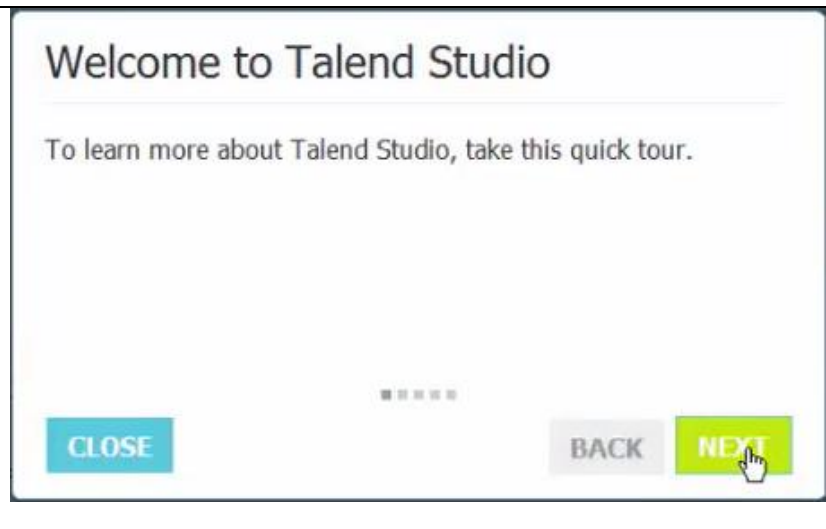 Welcome to Talend Studio
To learn more about Talend Studio, take this quick tour.
CLOSE
BACK
NEXT